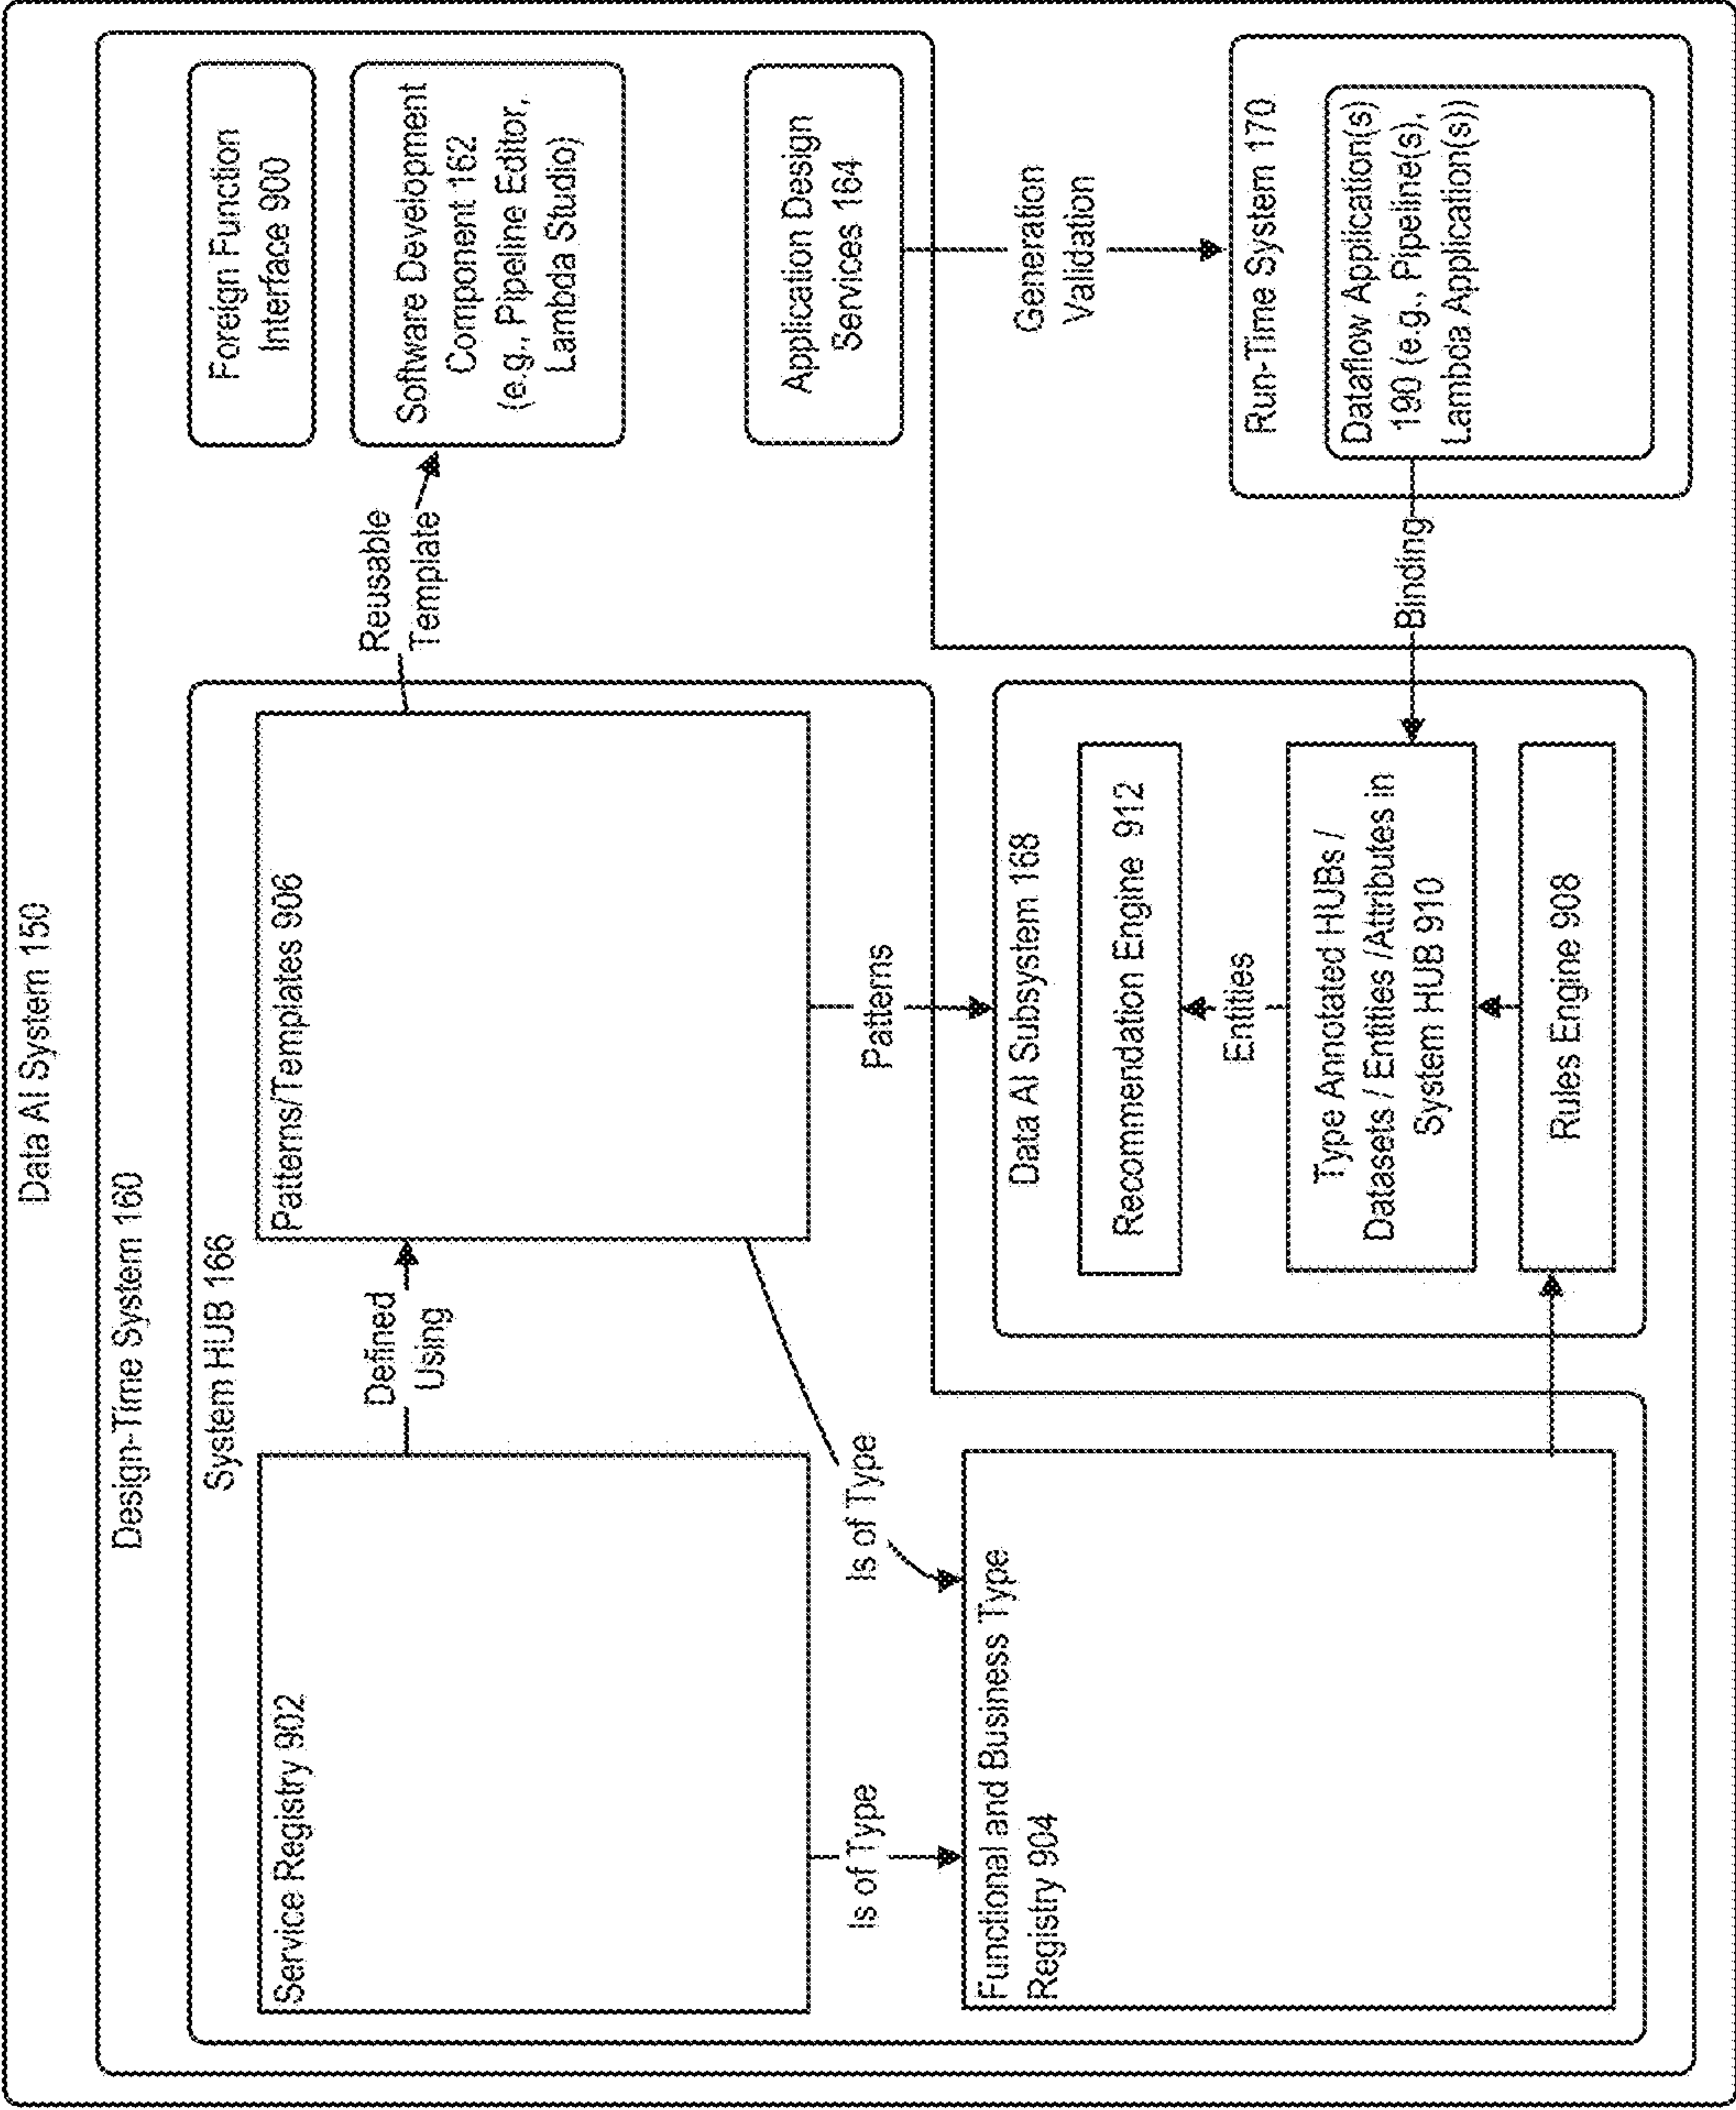 Data AI System 150
Design-Time System 160
System HUB 166
Service Registry 902
Defined
Using
Patterns/Templates 906
Reusable
Template
Foreign Function
Interface 900
Software Development
Component 162
(e.g., Pipeline Editor,
Lambda Studio)
Application Design
Services 164
Is of Type
Is of Type
Patterns
Functional and Business Type
Registry 904
Data AI Subsystem 168
Recommendation Engine 912
Entities
Type Annotated HUBs /
Datasets / Entities /Attributes in
System HUB 910
Rules Engine 908
Binding
Generation
Validation
Run-Time System 170
Dataflow Application(s)
190 (e.g., Pipeline(s),
Lambda Application(s))